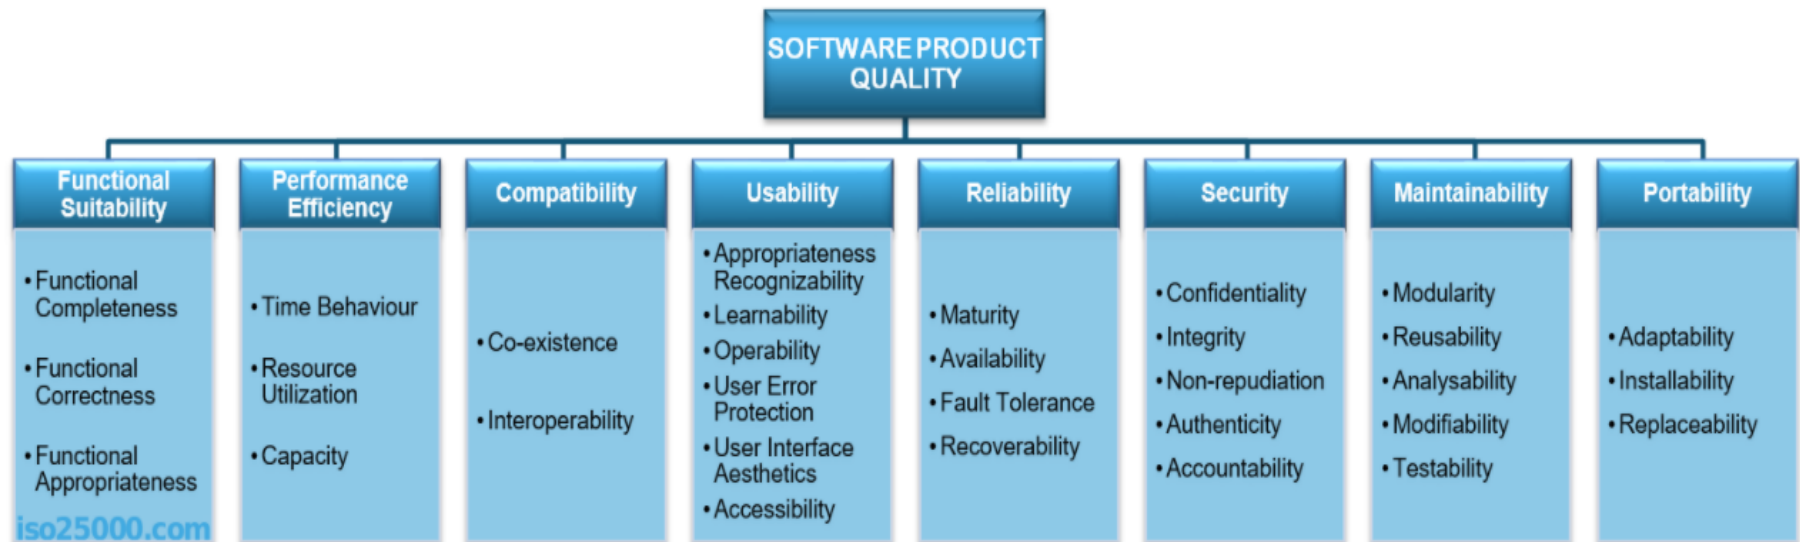 SOFTWARE PRODUCT
QUALITY
Functional
Suitability
• Functional
Completeness
• Functional
Correctness
• Functional
Appropriateness
iso25000.com
Performance
Efficiency
• Time Behaviour
• Resource
Utilization
• Capacity
Compatibility
• Co-existence
• Interoperability
Usability
• Appropriateness
Recognizability
• Learnability
• Operability
• User Error
Protection
• User Interface
Aesthetics
• Accessibility
Reliability
• Maturity
• Availability
• Fault Tolerance
• Recoverability
Security
• Confidentiality
• Integrity
• Non-repudiation
• Authenticity
• Accountability
Maintainability
• Modularity
• Reusability
• Analysability
• Modifiability
• Testability
Portability
• Adaptability
• Installability
• Replaceability